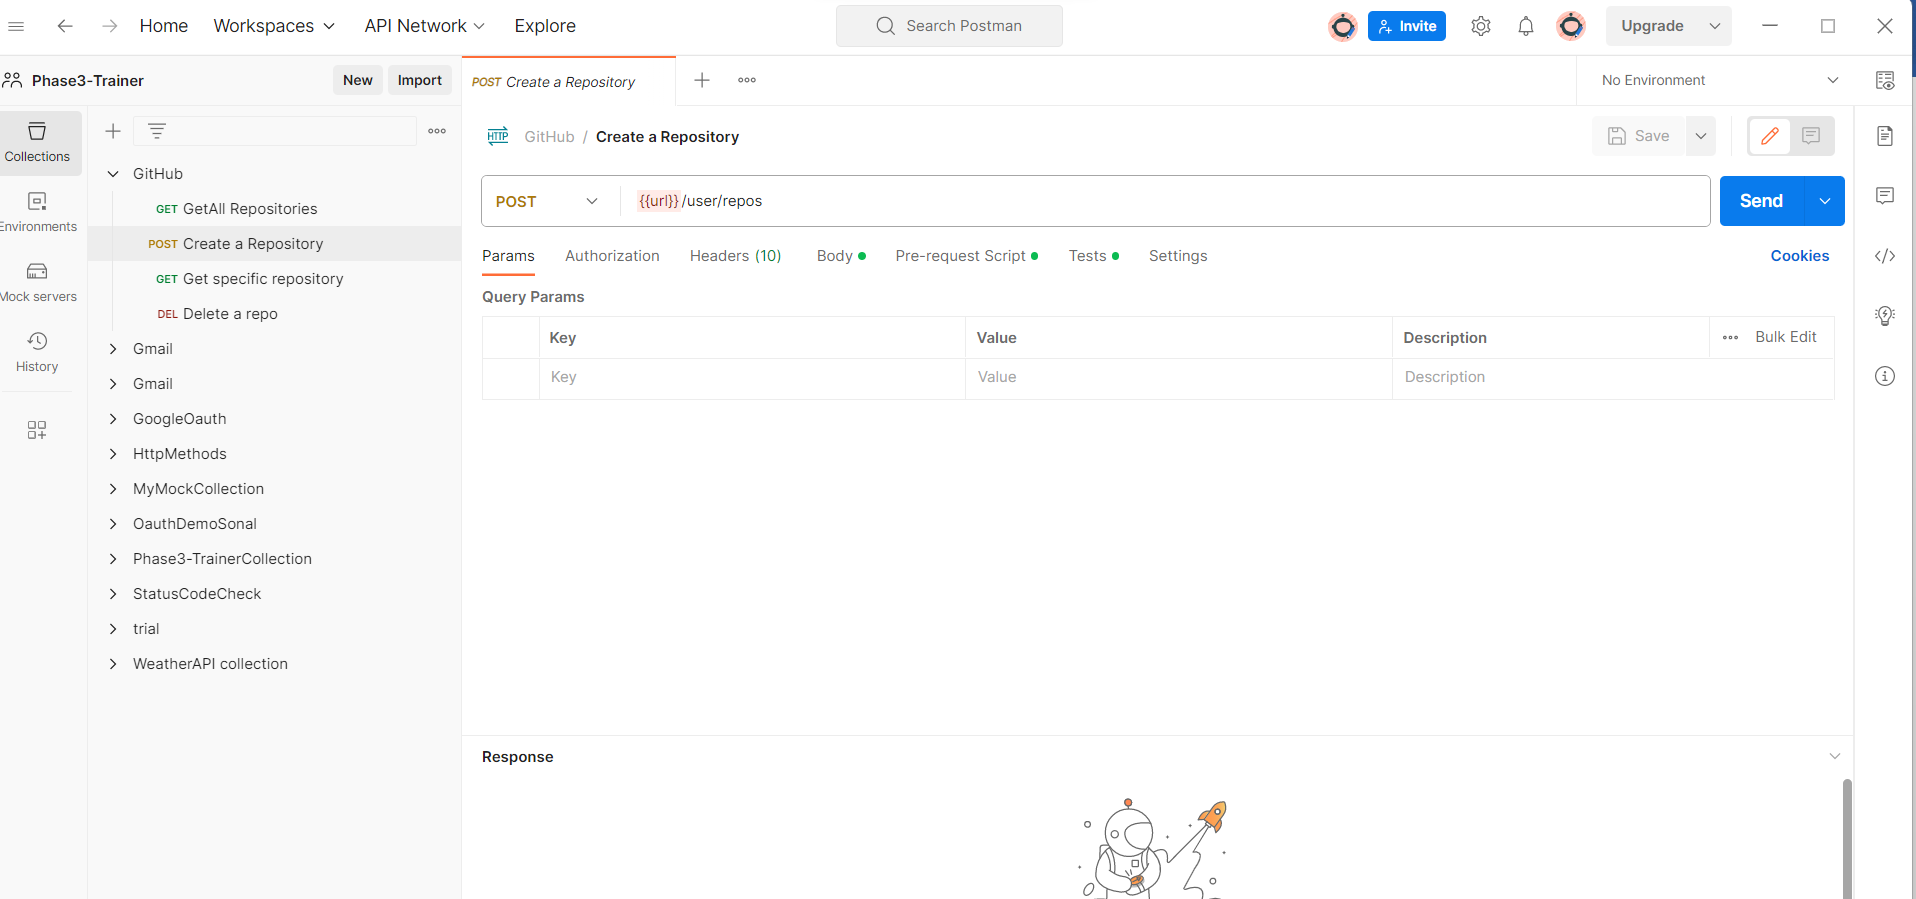 Home Workspaces API Network Explore Search Postman Invite Upgrade
Phase3-Trainer New Import
POST Create a Repository
No Environment
Collections
Environments
Mock servers
History
GitHub
GET GetAll Repositories
POST Create a Repository
GET Get specific repository
DEL Delete a repo
Gmail
Gmail
GoogleOauth
HttpMethods
MyMockCollection
OauthDemoSonal
Phase3-TrainerCollection
StatusCodeCheck
trial
WeatherAPI collection
HTTP GitHub / Create a Repository Save
POST {{url}}/user/repos Send
Params Authorization Headers (10) Body Pre-request Script Tests Settings Cookies
Query Params
Key Value Description Bulk Edit
Key Value Description
Response